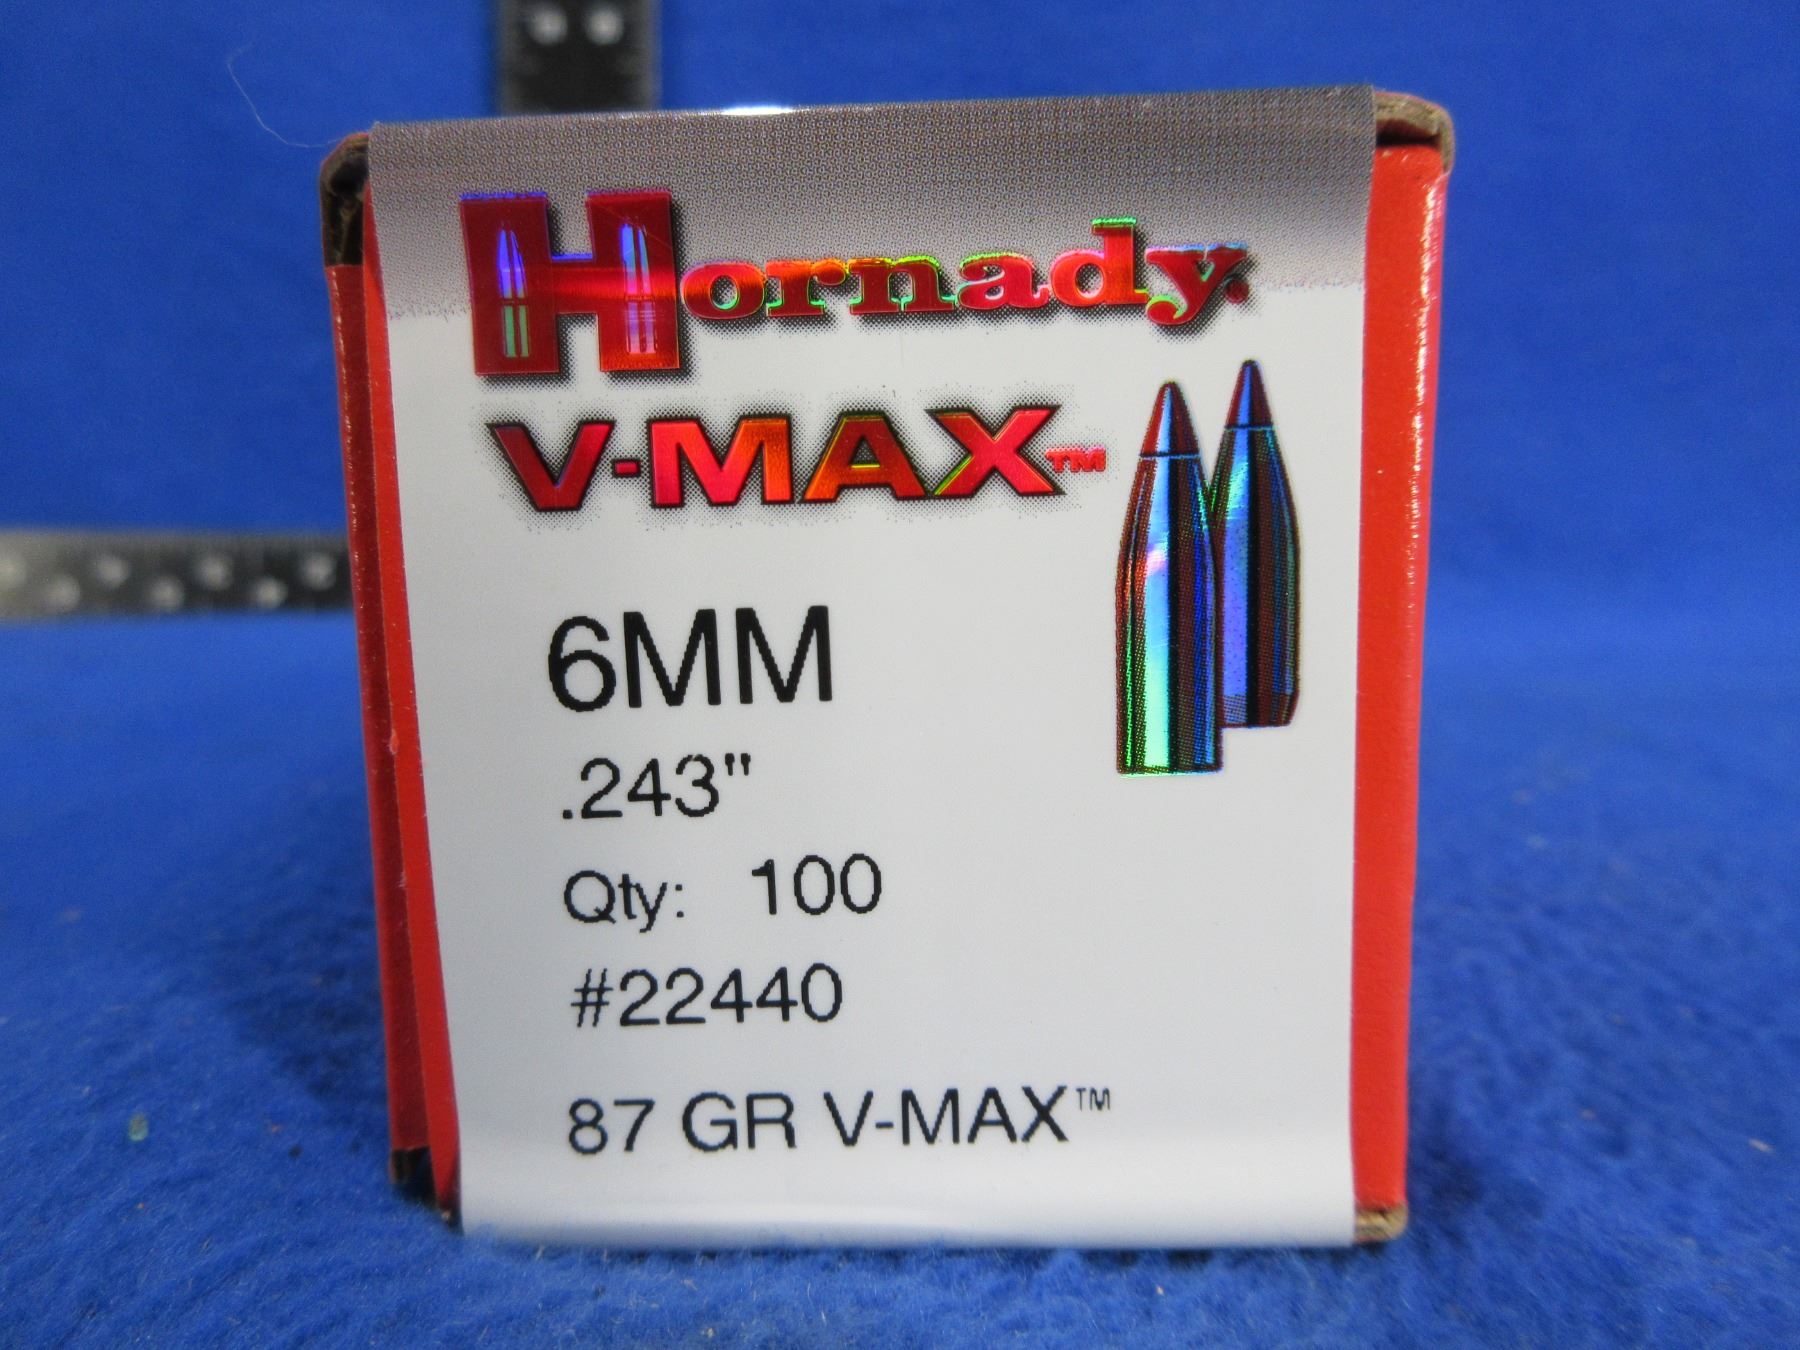 Hornady.
V-MAX™
6MM
.243"
Qty: 100
#22440
87 GR V-MAX™